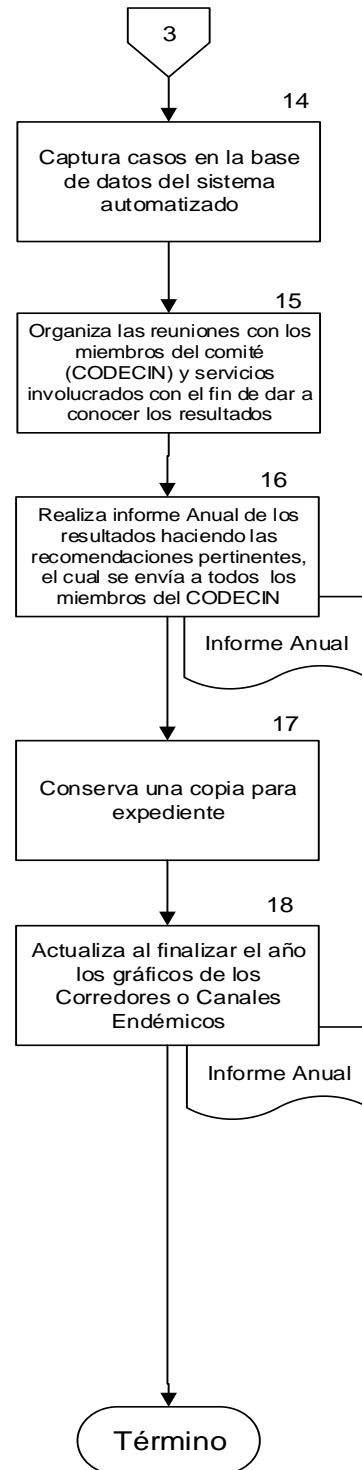 3
14
Captura casos en la base
de datos del sistema
automatizado
15
Organiza las reuniones con los
miembros del comité
(CODECIN) y servicios
involucrados con el fin de dar a
conocer los resultados
16
Realiza informe Anual de los
resultados haciendo las
recomendaciones pertinentes,
el cual se envía a todos los
miembros del CODECIN
Informe Anual
17
Conserva una copia para
expediente
18
Actualiza al finalizar el año
los gráficos de los
Corredores o Canales
Endémicos
Informe Anual
Término